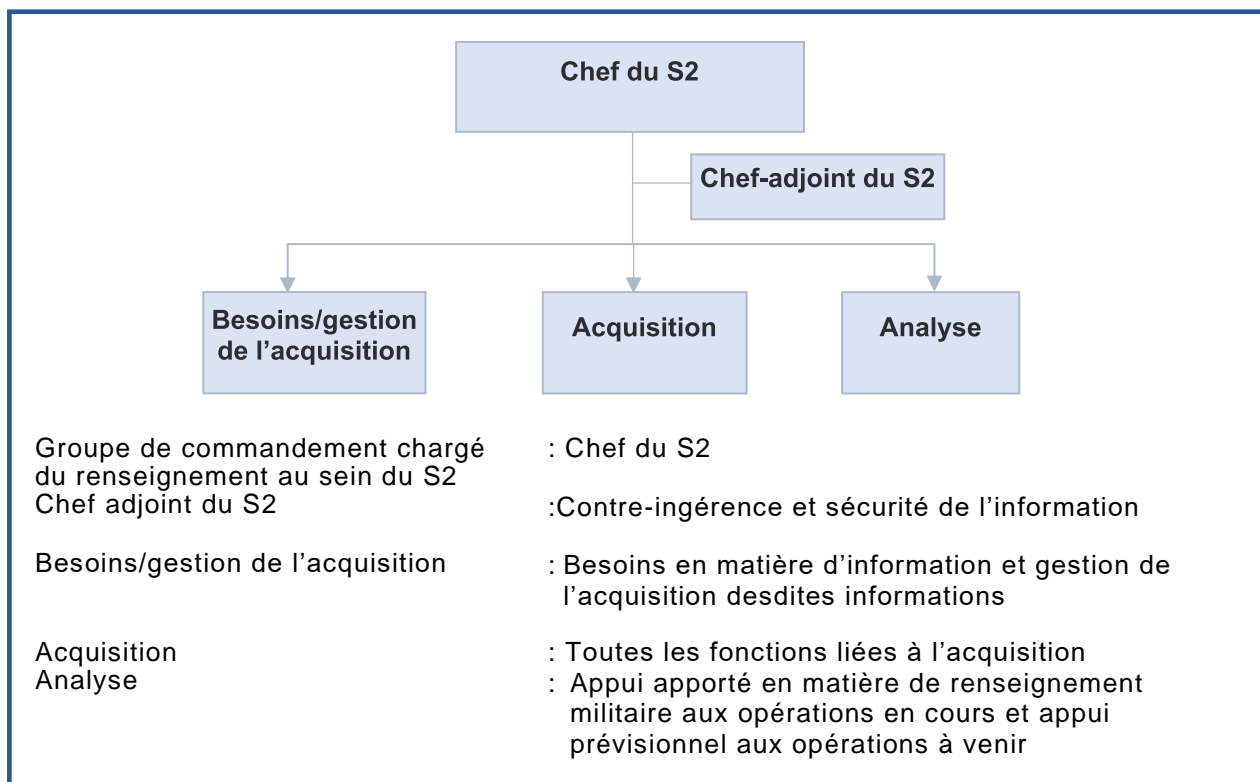 Chef du S2
Chef-adjoint du S2
Besoins/gestion
de l’acquisition
Acquisition
Analyse
Groupe de commandement chargé
du renseignement au sein du S2
: Chef du S2
Chef adjoint du S2
:Contre-ingérence et sécurité de l’information
Besoins/gestion de l’acquisition
: Besoins en matière d’information et gestion de
l’acquisition desdites informations
Acquisition
: Toutes les fonctions liées à l’acquisition
Analyse
: Appui apporté en matière de renseignement
militaire aux opérations en cours et appui
prévisionnel aux opérations à venir